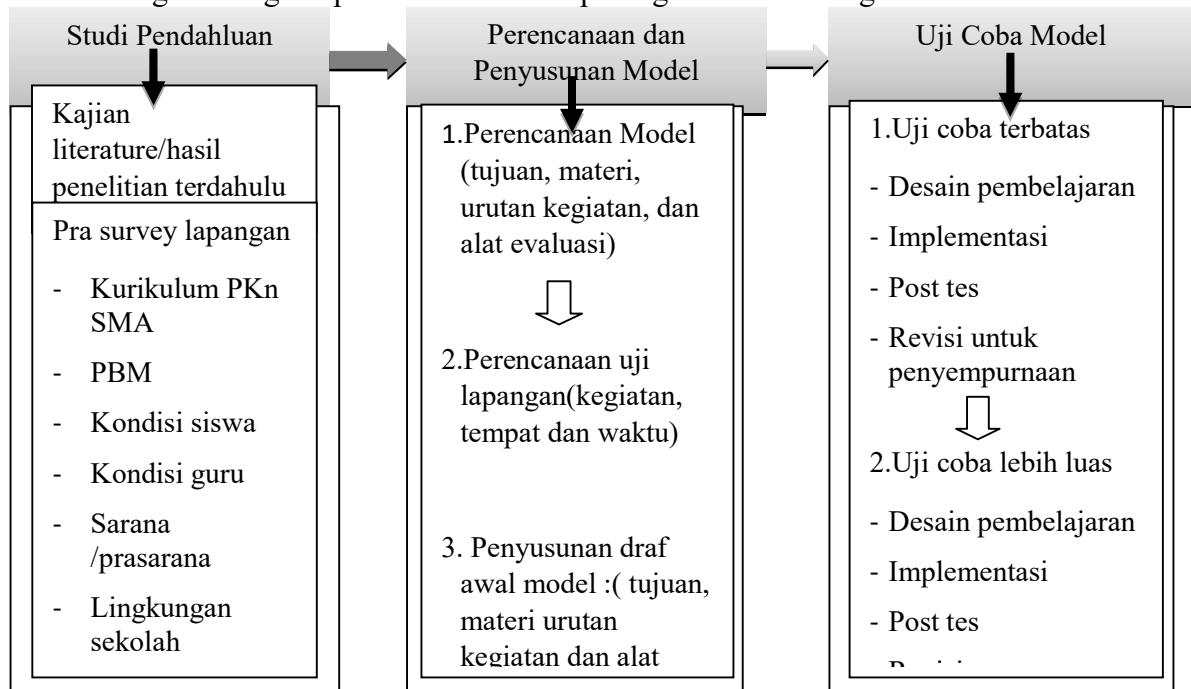 Studi Pendahluan
Kajian
literature/hasil
penelitian terdahulu
Pra survey lapangan
- Kurikulum PKn
SMA
- PBM
- Kondisi siswa
- Kondisi guru
- Sarana
/prasarana
- Lingkungan
sekolah
Perencanaan dan
Penyusunan Model
1.Perencanaan Model
(tujuan, materi,
urutan kegiatan, dan
alat evaluasi)
2.Perencanaan uji
lapangan(kegiatan,
tempat dan waktu)
3. Penyusunan draf
awal model :( tujuan,
materi urutan
kegiatan dan alat
Uji Coba Model
1.Uji coba terbatas
- Desain pembelajaran
- Implementasi
- Post tes
- Revisi untuk
penyempurnaan
2.Uji coba lebih luas
- Desain pembelajaran
- Implementasi
- Post tes